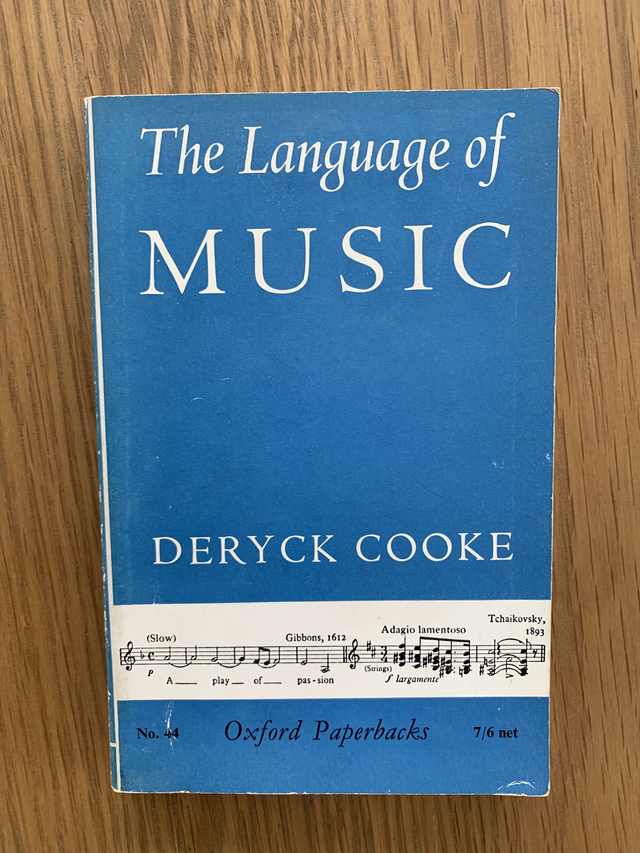 The Language of
MUSIC
DERYCK COOKE
Tchaikovsky,
(Slow) Gibbons, 1612 Adagio lamentoso 1893
P (Strings) f largamente
A play of pas-sion
No. 44 Oxford Paperbacks 7/6 net